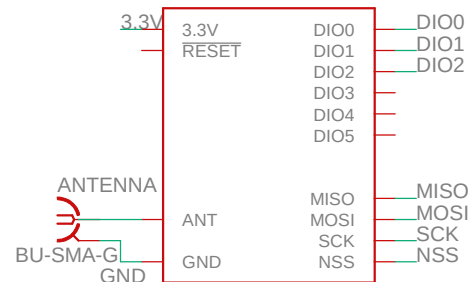 3.3V
3.3V
RESET
ANTENNA
ANT
BU-SMA-G
GND
GND
DIO0
DIO0
DIO1
DIO1
DIO2
DIO2
DIO3
DIO4
DIO5
MISO
MISO
MOSI
MOSI
SCK
SCK
NSS
NSS